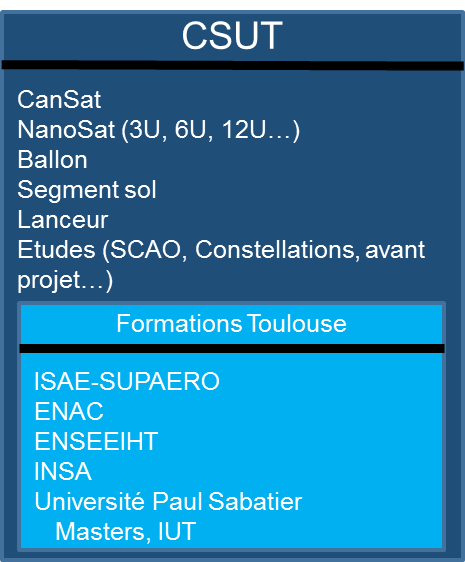 CSUT
CanSat
NanoSat (3U, 6U, 12U…)
Ballon
Segment sol
Lanceur
Etudes (SCAO, Constellations, avant
projet…)
Formations Toulouse
ISAE-SUPAERO
ENAC
ENSEEIHT
INSA
Université Paul Sabatier
Masters, IUT